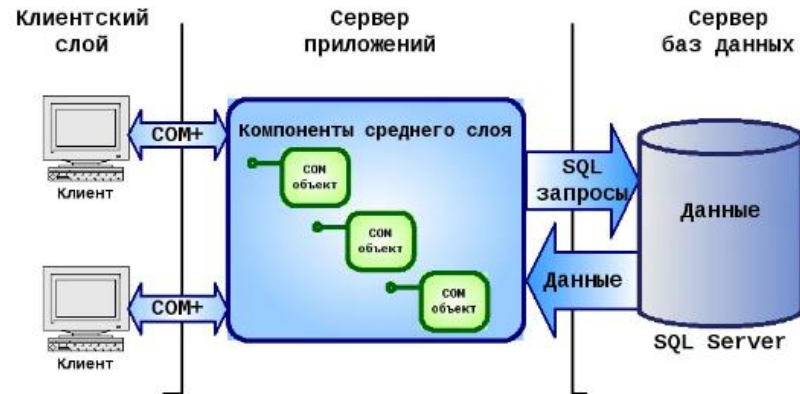 Клиентский
слой
Сервер
приложений
Сервер
баз данных
Клиент
COM+
Клиент
COM+
Компоненты среднего слоя
COM
объект
COM
объект
COM
объект
SQL
запросы
Данные
Данные
SQL Server